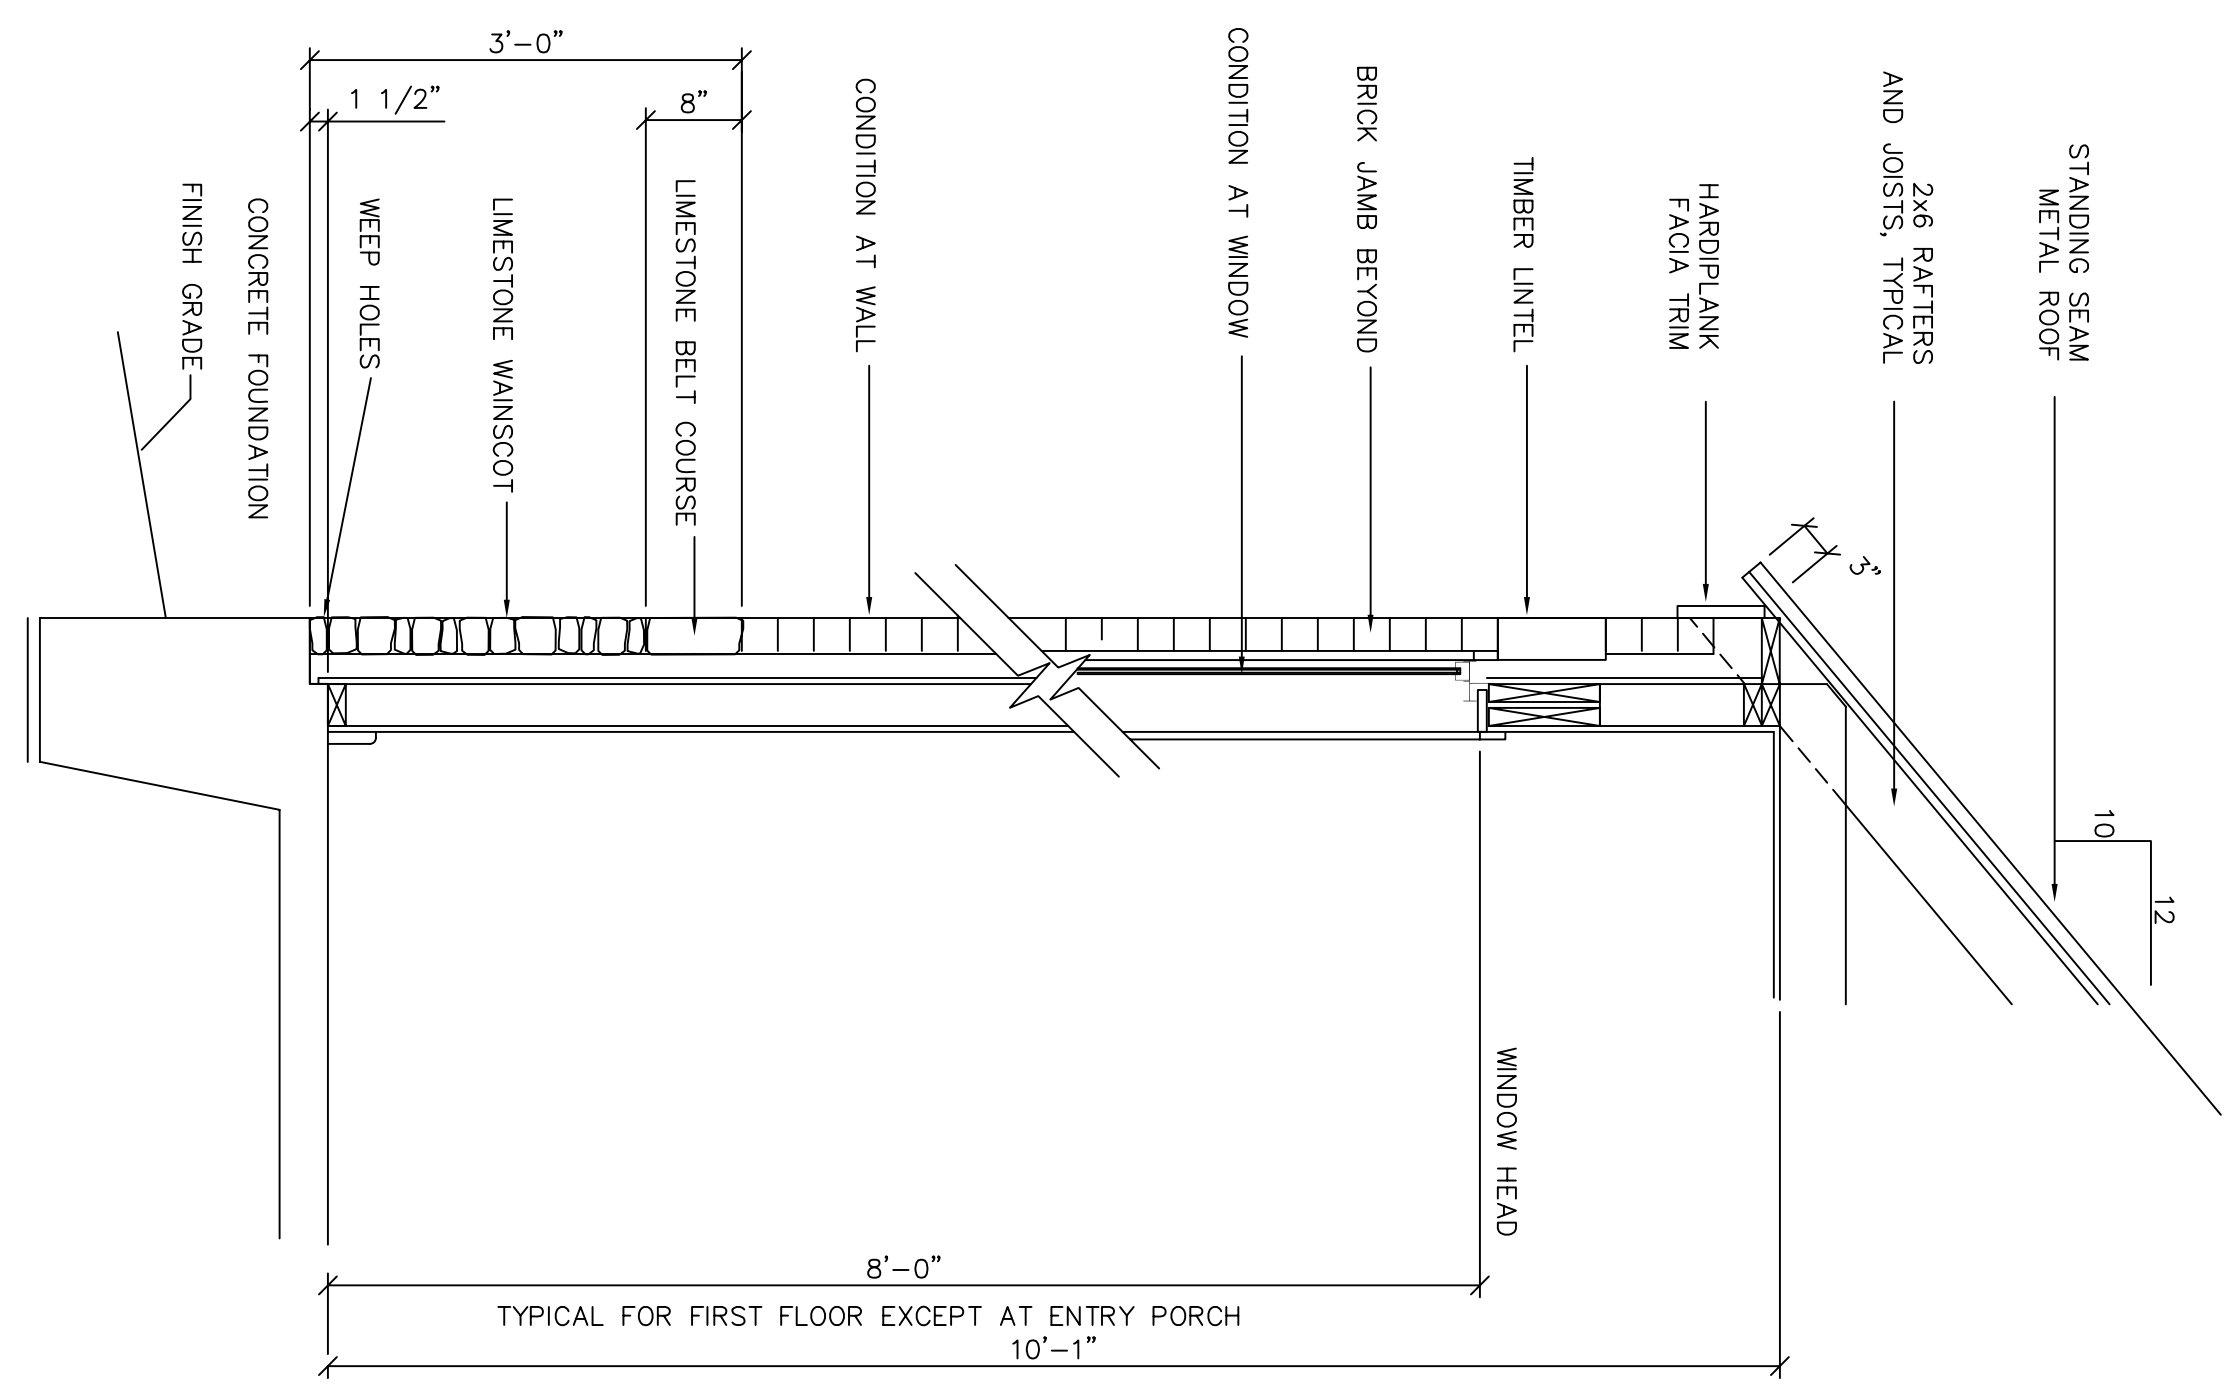 3'-0"
1 1/2"
8"
FINISH GRADE
CONCRETE FOUNDATION
WEEP HOLES
LIMESTONE WAINSCOT
LIMESTONE BELT COURSE
CONDITION AT WALL
CONDITION AT WINDOW
BRICK JAMB BEYOND
TIMBER LINTEL
HARDIPLANK
FACIA TRIM
2x6 RAFTERS
AND JOISTS, TYPICAL
STANDING SEAM
METAL ROOF
3"
10
12
WINDOW HEAD
8'-0"
TYPICAL FOR FIRST FLOOR EXCEPT AT ENTRY PORCH
10'-1"